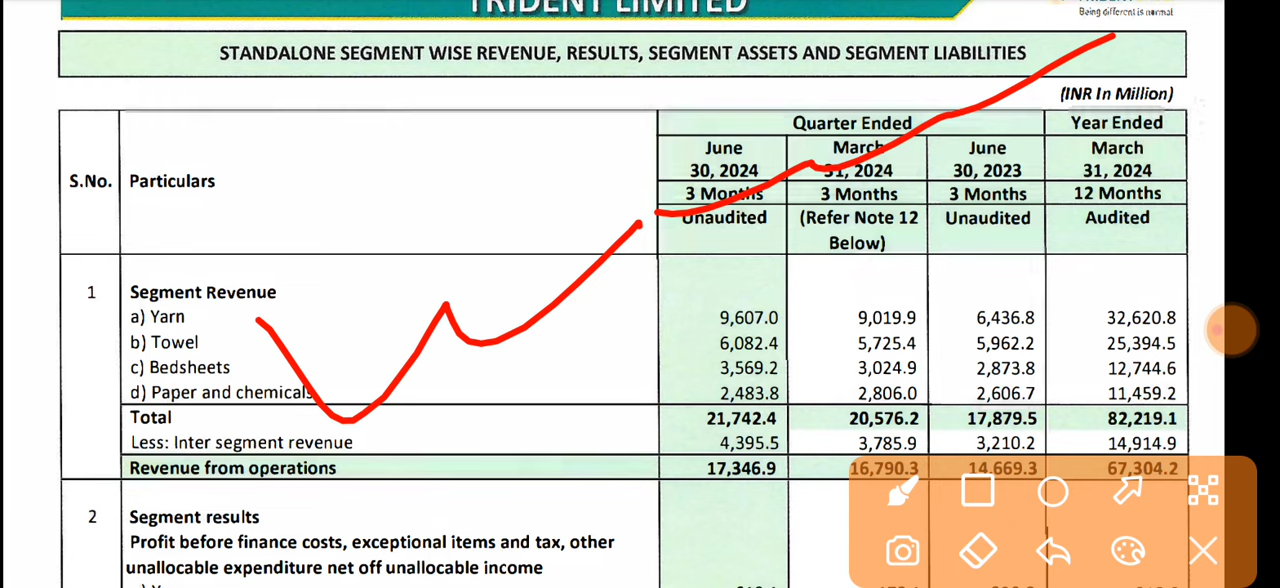 TRIDENT LIMITED
Being different is normal
STANDALONE SEGMENT WISE REVENUE, RESULTS, SEGMENT ASSETS AND SEGMENT LIABILITIES
(INR In Million)
S.No. Particulars Quarter Ended Year Ended
June 30, 2024 March 31, 2024 June 30, 2023 March 31, 2024
3 Months 3 Months 3 Months 12 Months
Unaudited (Refer Note 12 Below) Unaudited Audited
1 Segment Revenue
a) Yarn 9,607.0 9,019.9 6,436.8 32,620.8
b) Towel 6,082.4 5,725.4 5,962.2 25,394.5
c) Bedsheets 3,569.2 3,024.9 2,873.8 12,744.6
d) Paper and chemicals 2,483.8 2,806.0 2,606.7 11,459.2
Total 21,742.4 20,576.2 17,879.5 82,219.1
Less: Inter segment revenue 4,395.5 3,785.9 3,210.2 14,914.9
Revenue from operations 17,346.9 16,790.3 14,669.3 67,304.2
2 Segment results
Profit before finance costs, exceptional items and tax, other
unallocable expenditure net off unallocable income